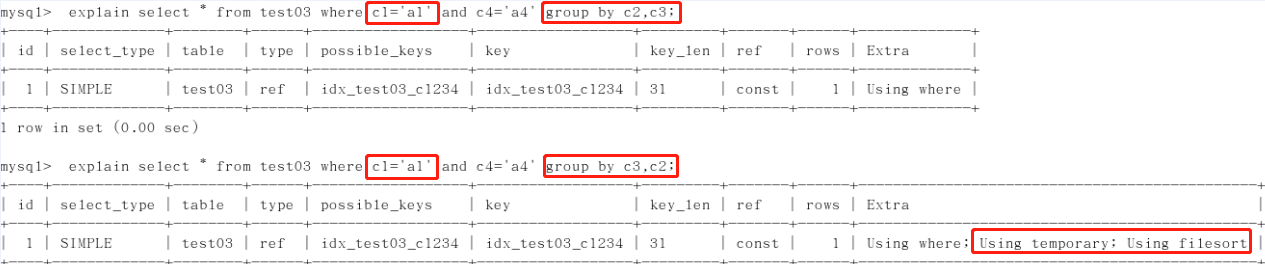 mysql>  explain select * from test03 where c1='a1' and c4='a4' group by c2,c3;
+----+-------------+--------+------+-----------------+-----------------+---------+-------+------+-------------+
| id | select_type | table  | type | possible_keys   | key             | key_len | ref   | rows | Extra       |
+----+-------------+--------+------+-----------------+-----------------+---------+-------+------+-------------+
|  1 | SIMPLE      | test03 | ref  | idx_test03_c1234 | idx_test03_c1234 | 31      | const |    1 | Using where |
+----+-------------+--------+------+-----------------+-----------------+---------+-------+------+-------------+
1 row in set (0.00 sec)
mysql>  explain select * from test03 where c1='a1' and c4='a4' group by c3,c2;
+----+-------------+--------+------+-----------------+-----------------+---------+-------+------+----------------------------------------------+
| id | select_type | table  | type | possible_keys   | key             | key_len | ref   | rows | Extra                                        |
+----+-------------+--------+------+-----------------+-----------------+---------+-------+------+----------------------------------------------+
|  1 | SIMPLE      | test03 | ref  | idx_test03_c1234 | idx_test03_c1234 | 31      | const |    1 | Using where; Using temporary; Using filesort |
+----+-------------+--------+------+-----------------+-----------------+---------+-------+------+----------------------------------------------+